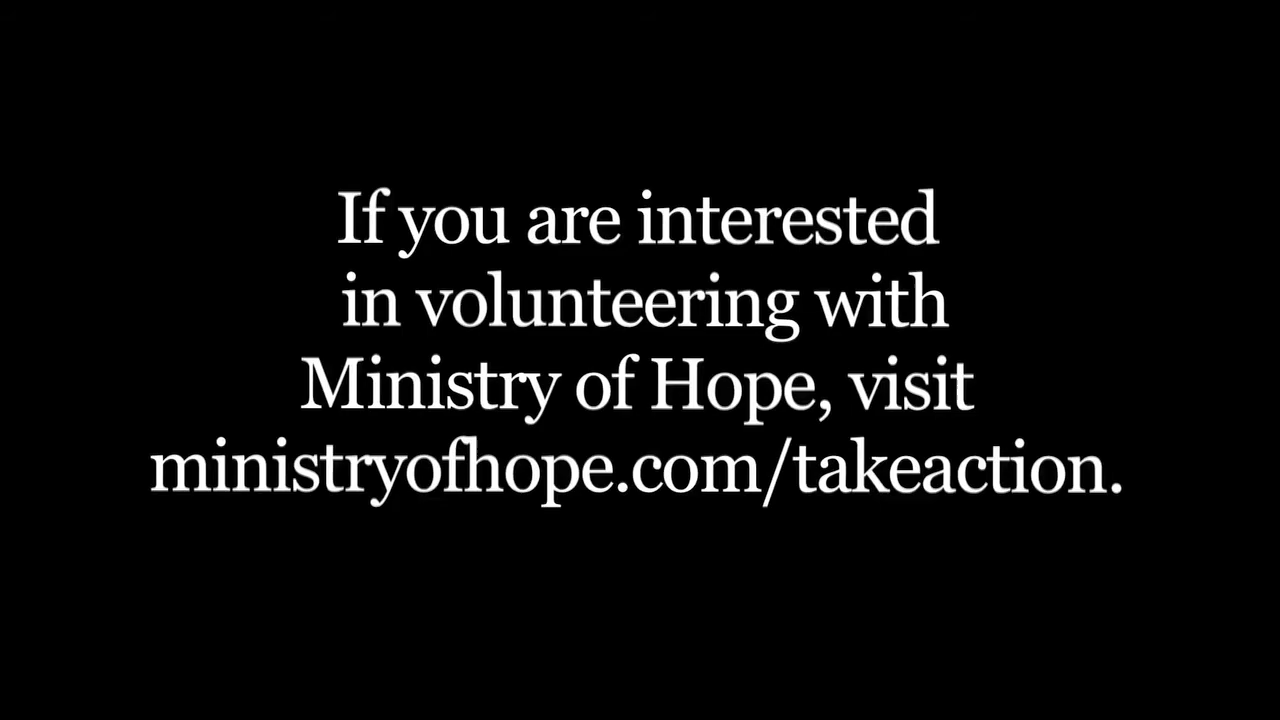 If you are interested
in volunteering with
Ministry of Hope, visit
ministryofhope.com/takeaction.